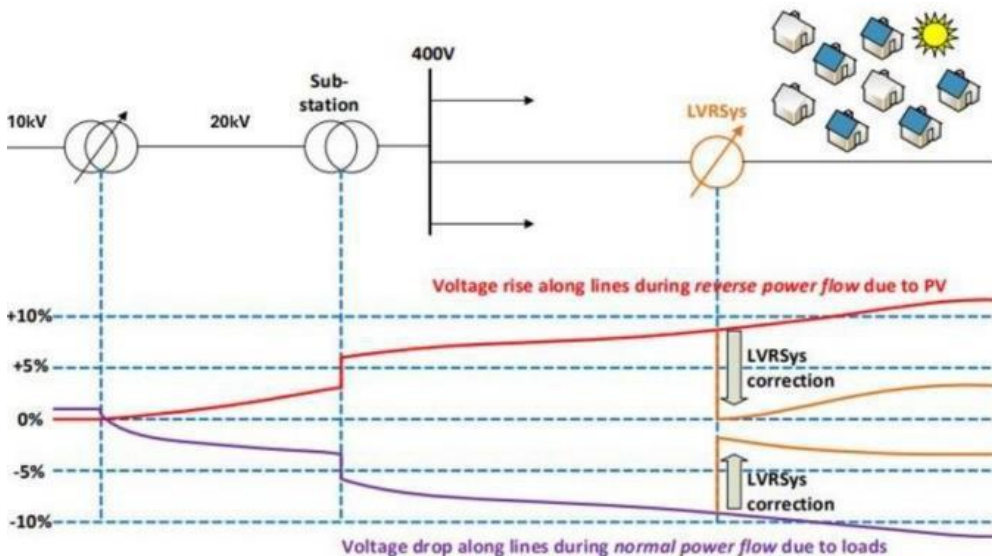 400V
Sub-
station
10kV
20kV
LVRSys
Voltage rise along lines during reverse power flow due to PV
+10%
+5%
LVRSys
correction
0%
-5%
LVRSys
correction
-10%
Voltage drop along lines during normal power flow due to loads